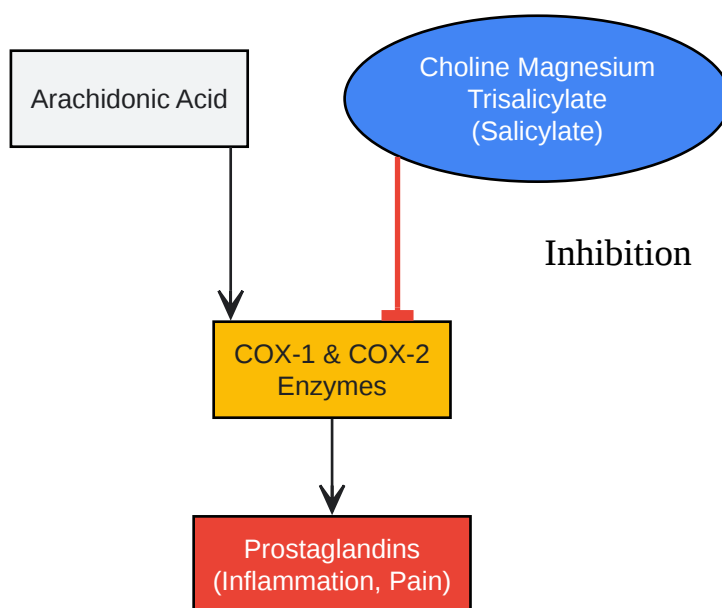 Arachidonic Acid
Choline Magnesium
Trisalicylate
(Salicylate)
Inhibition
COX-1 & COX-2
Enzymes
Prostaglandins
(Inflammation, Pain)